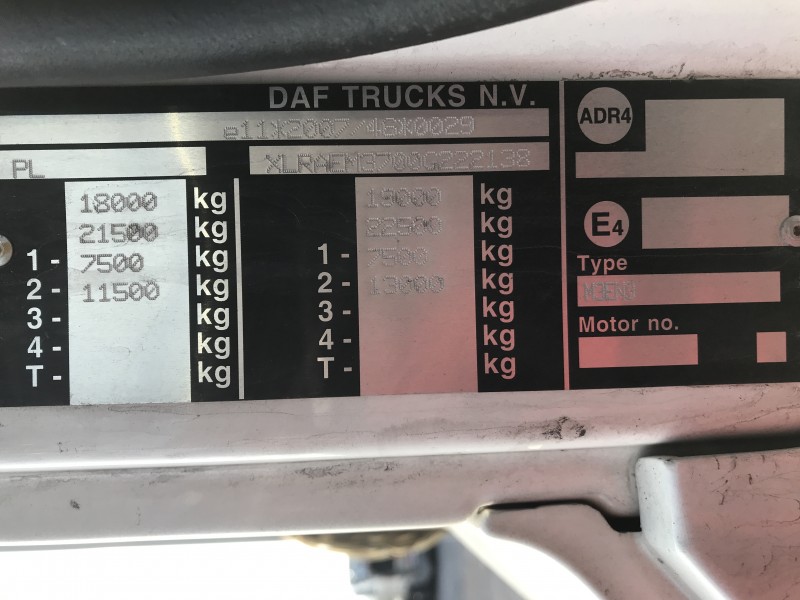 DAF TRUCKS N.V.
e11*2007/46*0029
PL XLRAEM3700G222138
18000 kg 19000 kg
21500 kg 22500 kg
1- 7500 kg 1- 7500 kg
2- 11500 kg 2- 13000 kg
3- kg 3- kg
4- kg 4- kg
T- kg T- kg
ADR4
E4
Type
Motor no.